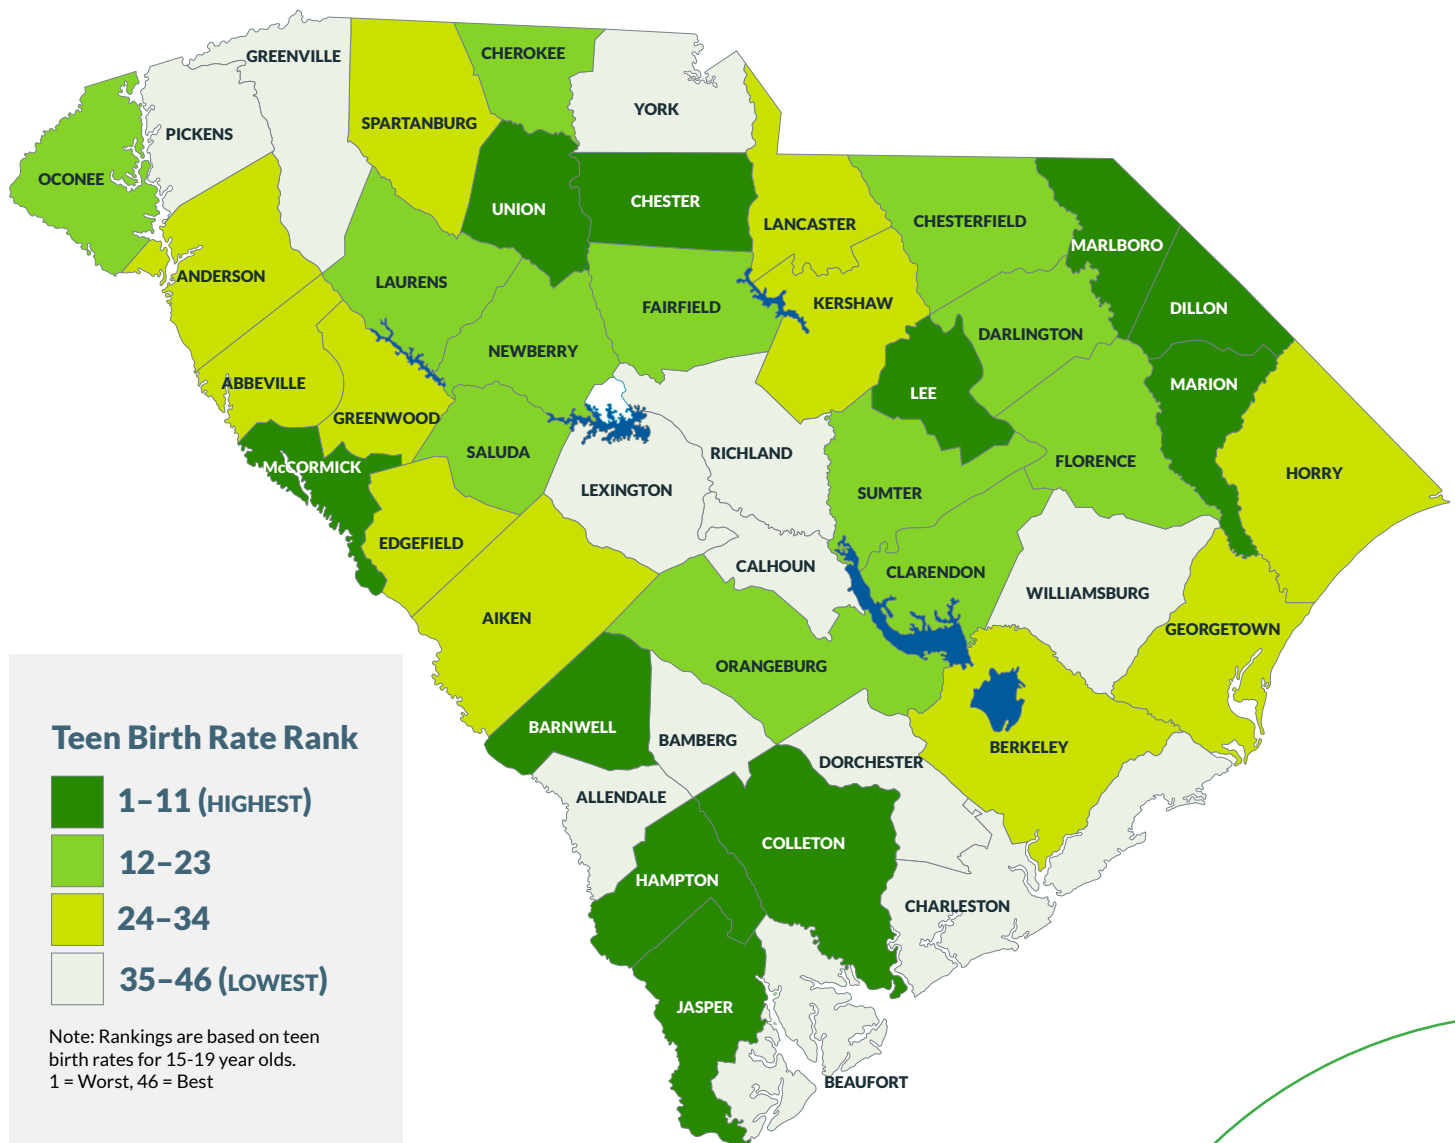 GREENVILLE
CHEROKEE
YORK
SPARTANBURG
PICKENS
OCONEE
UNION
CHESTER
LANCASTER
CHESTERFIELD
MARLBORO
ANDERSON
LAURENS
FAIRFIELD
KERSHAW
DILLON
DARLINGTON
NEWBERRY
ABBEVILLE
LEE
MARION
GREENWOOD
SALUDA
RICHLAND
FLORENCE
McCORMICK
HORRY
LEXINGTON
SUMTER
EDGEFIELD
CALHOUN
CLARENDON
WILLIAMSBURG
AIKEN
GEORGETOWN
ORANGEBURG
BARNWELL
BAMBERG
BERKELEY
DORCHESTER
ALLENDALE
COLLETON
HAMPTON
CHARLESTON
JASPER
BEAUFORT
Teen Birth Rate Rank
1–11 (HIGHEST)
12–23
24–34
35–46 (LOWEST)
Note: Rankings are based on teen
birth rates for 15-19 year olds.
1 = Worst, 46 = Best